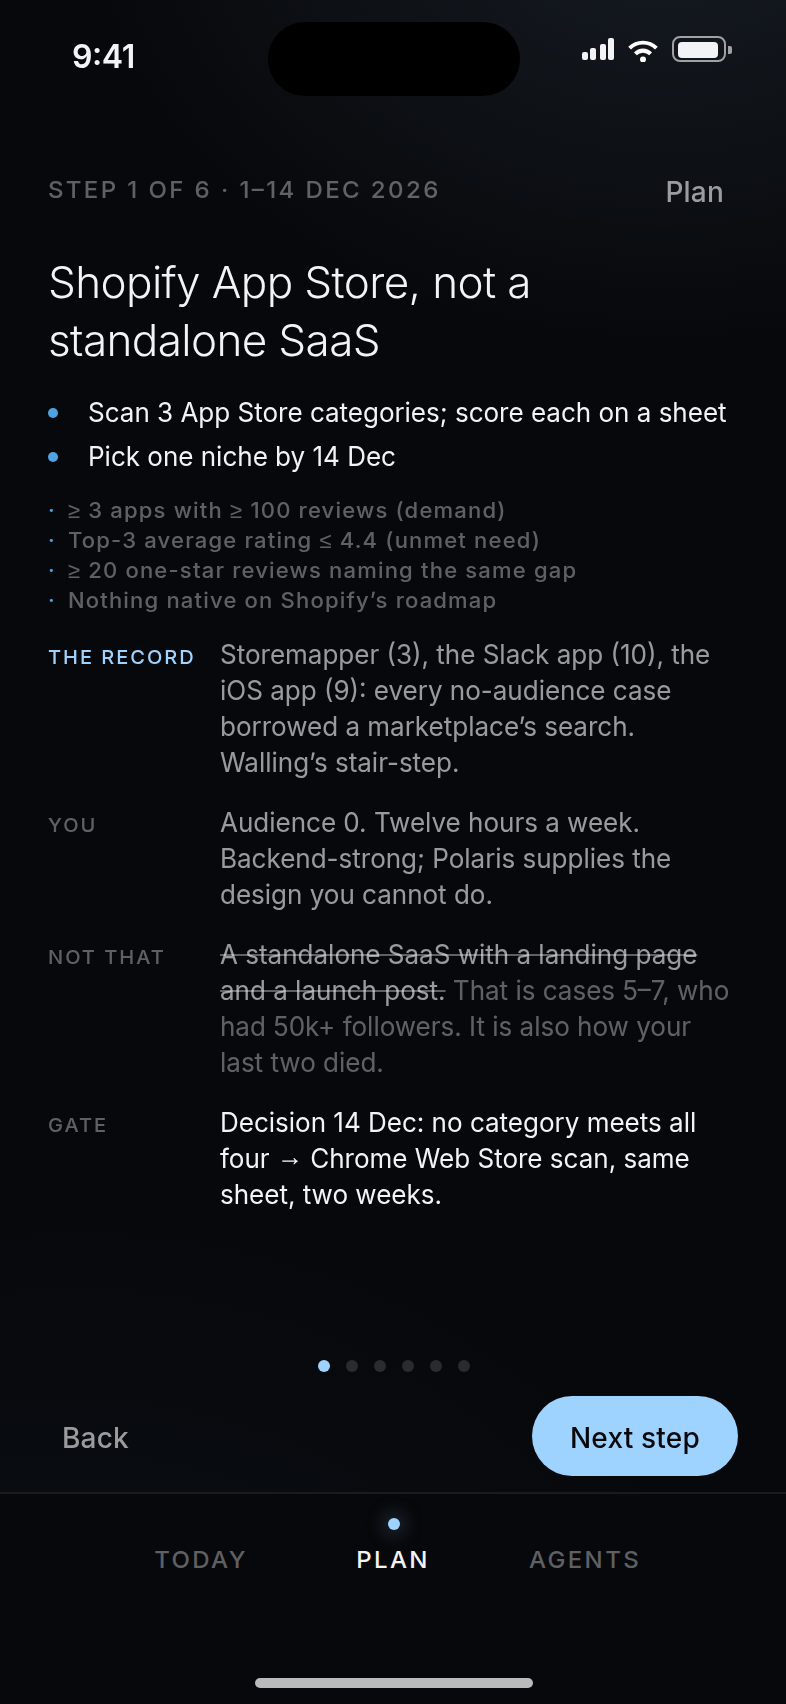 9:41
STEP 1 OF 6 · 1–14 DEC 2026
Plan
Shopify App Store, not a
standalone SaaS
• Scan 3 App Store categories; score each on a sheet
• Pick one niche by 14 Dec
· ≥ 3 apps with ≥ 100 reviews (demand)
· Top-3 average rating ≤ 4.4 (unmet need)
· ≥ 20 one-star reviews naming the same gap
· Nothing native on Shopify’s roadmap
THE RECORD
Storemapper (3), the Slack app (10), the
iOS app (9): every no-audience case
borrowed a marketplace’s search.
Walling’s stair-step.
YOU
Audience 0. Twelve hours a week.
Backend-strong; Polaris supplies the
design you cannot do.
NOT THAT
A standalone SaaS with a landing page
and a launch post. That is cases 5–7, who
had 50k+ followers. It is also how your
last two died.
GATE
Decision 14 Dec: no category meets all
four → Chrome Web Store scan, same
sheet, two weeks.
Back
Next step
TODAY
PLAN
AGENTS